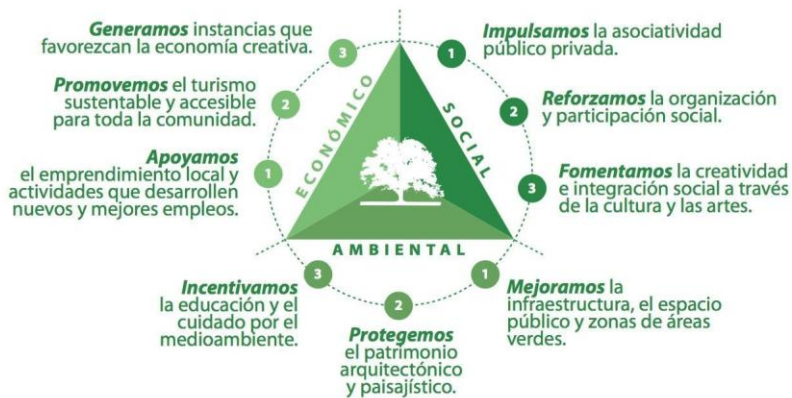 Generamos instancias que
favorezcan la economía creativa.
3
Promovemos el turismo
sustentable y accesible
para toda la comunidad.
2
Apoyamos
el emprendimiento local y
actividades que desarrollen
nuevos y mejores empleos.
1
ECONÓMICO
SOCIAL
AMBIENTAL
Impulsamos la asociatividad
público privada.
1
Reforzamos la organización
y participación social.
2
Fomentamos la creatividad
e integración social a través
de la cultura y las artes.
3
Mejoramos la
infraestructura, el espacio
público y zonas de áreas
verdes.
1
Protegemos
el patrimonio
arquitectónico
y paisajístico.
2
Incentivamos
la educación y el
cuidado por el
medioambiente.
3